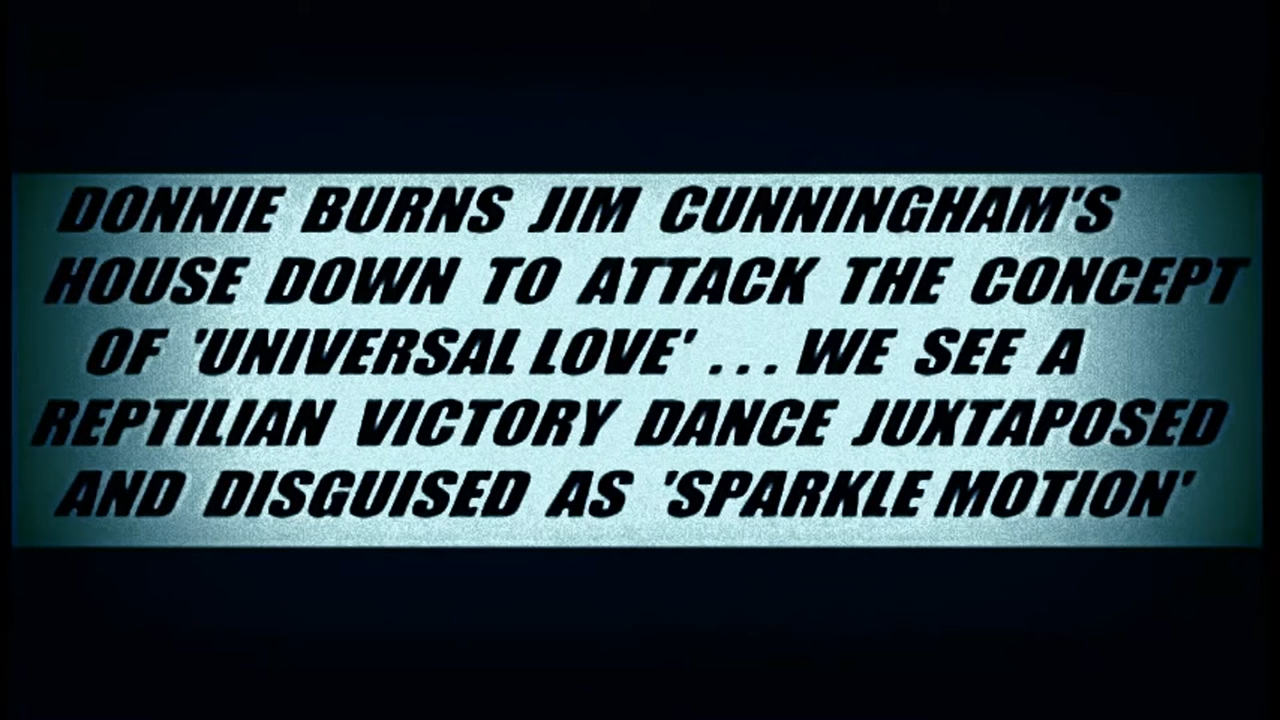 DONNIE BURNS JIM CUNNINGHAM'S
HOUSE DOWN TO ATTACK THE CONCEPT
OF 'UNIVERSAL LOVE' . . . WE SEE A
REPTILIAN VICTORY DANCE JUXTAPOSED
AND DISGUISED AS 'SPARKLE MOTION'